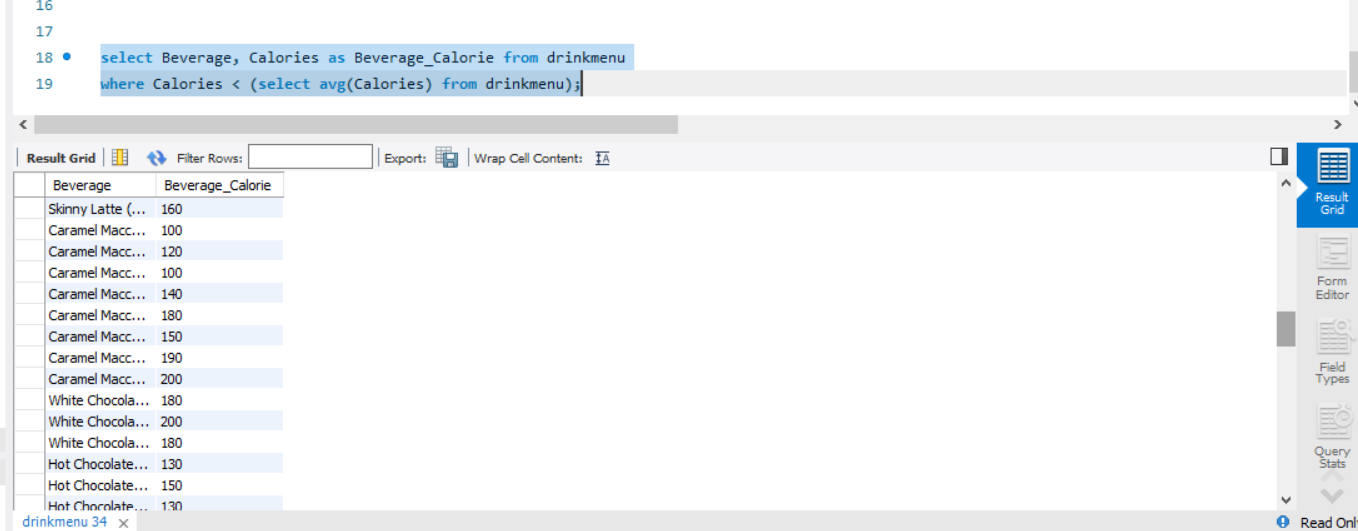 16
17
18 select Beverage, Calories as Beverage_Calorie from drinkmenu
19 where Calories < (select avg(Calories) from drinkmenu);
Result Grid Filter Rows: Export: Wrap Cell Content: IA
Beverage Beverage_Calorie
Skinny Latte (... 160
Caramel Macc... 100
Caramel Macc... 120
Caramel Macc... 100
Caramel Macc... 140
Caramel Macc... 180
Caramel Macc... 150
Caramel Macc... 190
Caramel Macc... 200
White Chocola... 180
White Chocola... 200
White Chocola... 180
Hot Chocolate... 130
Hot Chocolate... 150
Hot Chocolate... 130
Result
Grid
Form
Editor
Field
Types
Query
Stats
drinkmenu 34
Read Onl